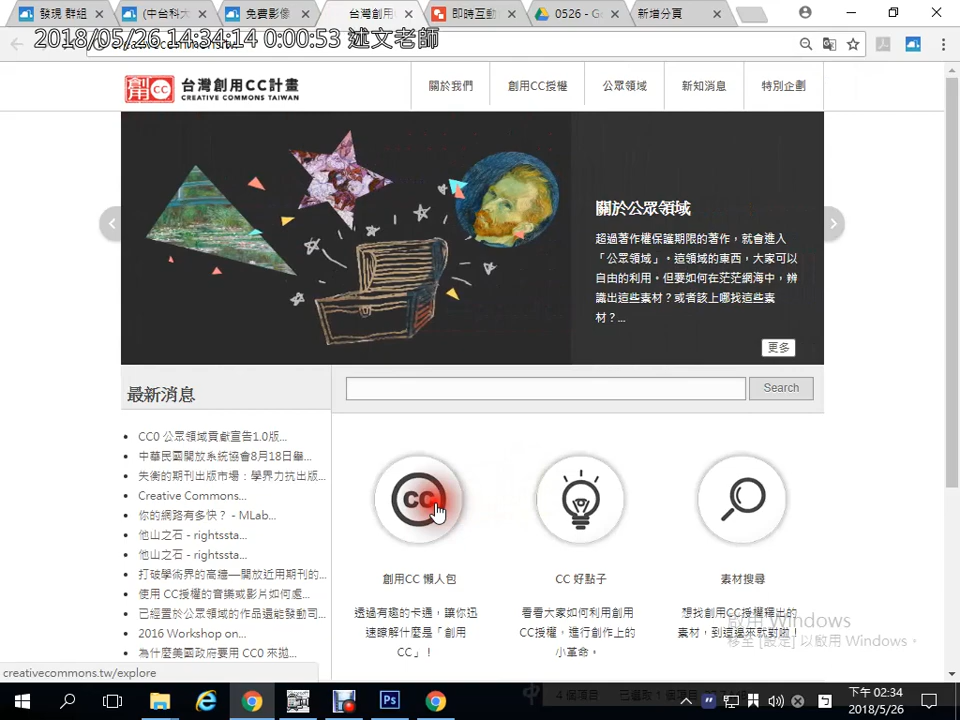 發現 群組
(中台科大
免費影像
台灣創用
即時互動
0526 - G
新增分頁
2018/05/26 14:34:14 0:00:53 述文老師
創用 CC
台灣創用CC計畫
CREATIVE COMMONS TAIWAN
關於我們
創用CC授權
公眾領域
新知消息
特別企劃
關於公眾領域
超過著作權保護期限的著作，就會進入
「公眾領域」。這領域的東西，大家可以
自由的利用。但要如何在茫茫網海中，辨
識出這些素材？或者該上哪找這些素
材？...
更多
最新消息
Search
CC0 公眾領域貢獻宣告1.0版...
中華民國開放系統協會8月18日舉...
失衡的期刊出版市場：學界力抗出版...
Creative Commons...
你的網路有多快？ - MLab...
他山之石 - rightssta...
他山之石 - rightssta...
打破學術界的高牆—開放近用期刊的...
使用 CC授權的音樂或影片如何處...
已經置於公眾領域的作品還能發動司...
2016 Workshop on...
為什麼美國政府要用 CC0 來拋...
CC
創用CC 懶人包
透過有趣的卡通，讓你迅
速瞭解什麼是「創用
CC」！
CC 好點子
看看大家如何利用創用
CC授權，進行創作上的
小革命。
素材搜尋
想找創用CC授權釋出的
素材，到這邊來就對啦！
啟用 Windows
移至 [設定] 以啟用 Windows。
creativecommons.tw/explore
4 個項目 已選取 1 個項目
Ps
下午 02:34
2018/5/26